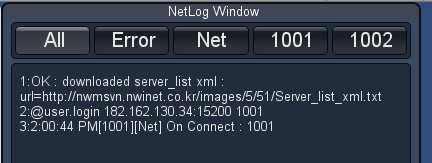 NetLog Window
All Error Net 1001 1002
1:OK : downloaded server_list xml :
url=http://nwmsvn.nwinet.co.kr/images/5/51/Server_list_xml.txt
2:@user.login 182.162.130.34:15200 1001
3:2:00:44 PM[1001][Net] On Connect : 1001